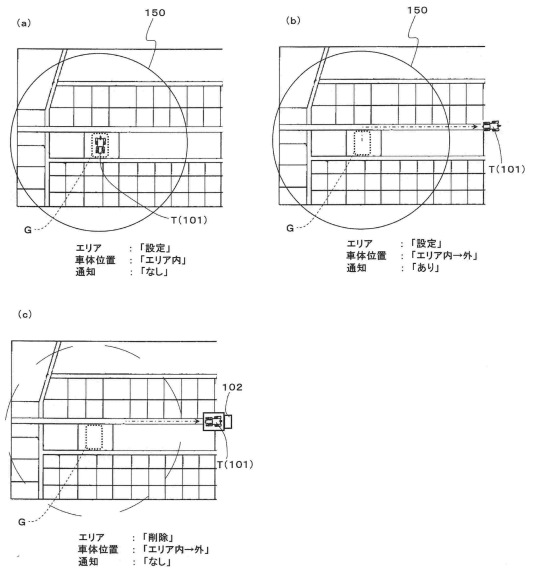 (a)
150
T(101)
G
エリア : 「設定」
車体位置 : 「エリア内」
通知 : 「なし」
(b)
150
T(101)
G
エリア : 「設定」
車体位置 : 「エリア内→外」
通知 : 「あり」
(c)
102
T(101)
G
エリア : 「削除」
車体位置 : 「エリア内→外」
通知 : 「なし」